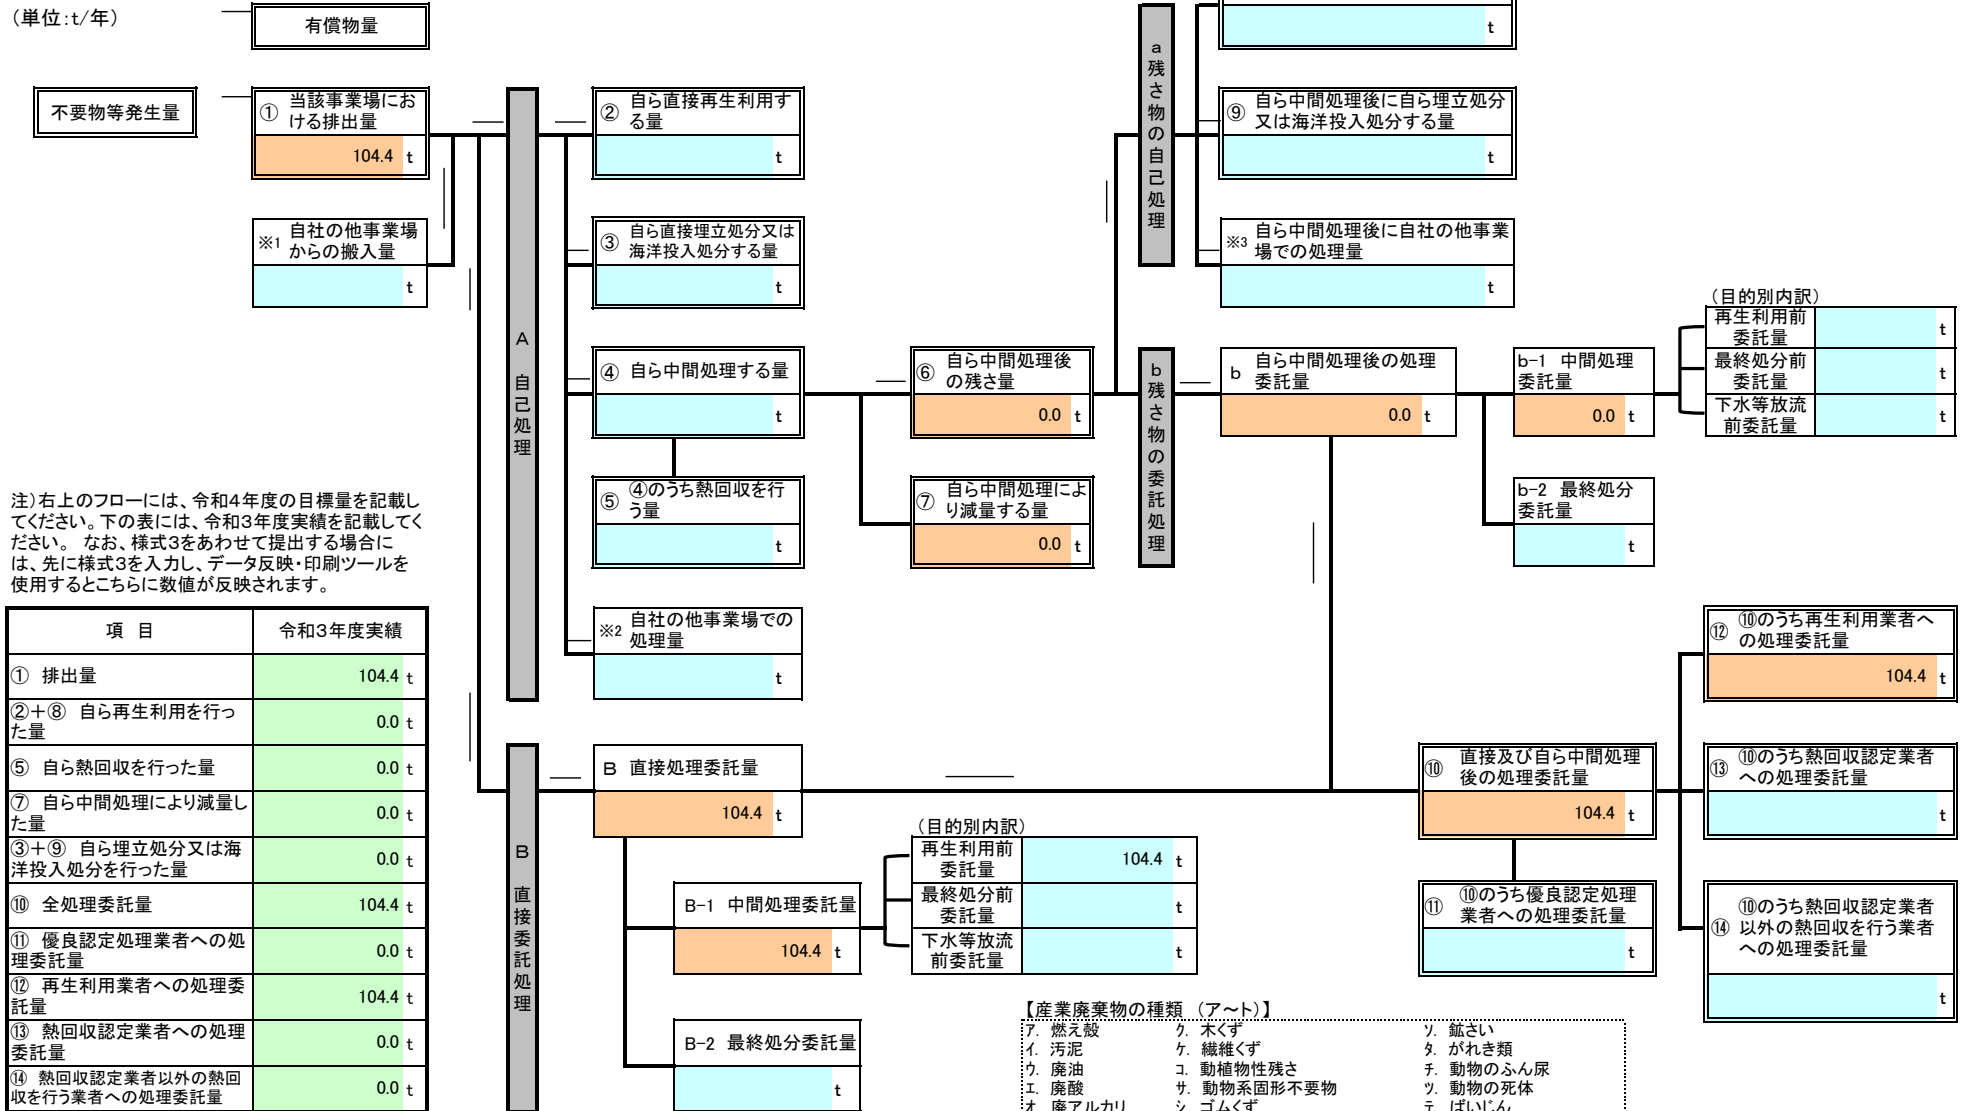 （単位：t/年）
有償物量
t
不要物等発生量
① 当該事業場にお
ける排出量
104.4 t
※1 自社の他事業場
からの搬入量
t
A 自己処理
② 自ら直接再生利用す
る量
t
③ 自ら直接埋立処分又は
海洋投入処分する量
t
④ 自ら中間処理する量
t
⑤ ④のうち熱回収を行
う量
t
※2 自社の他事業場での
処理量
t
⑥ 自ら中間処理後
の残さ量
0.0 t
⑦ 自ら中間処理によ
り減量する量
0.0 t
a 残さ物の自己処理
⑨ 自ら中間処理後に自ら埋立処分
又は海洋投入処分する量
t
※3 自ら中間処理後に自社の他事業
場での処理量
t
b 残さ物の委託処理
b 自ら中間処理後の処理
委託量
0.0 t
b-1 中間処理
委託量
0.0 t
b-2 最終処分
委託量
t
（目的別内訳）
再生利用前
委託量
t
最終処分前
委託量
t
下水等放流
前委託量
t
注）右上のフローには、令和４年度の目標量を記載し
てください。下の表には、令和３年度実績を記載してく
ださい。 なお、様式３をあわせて提出する場合に
は、先に様式３を入力し、データ反映・印刷ツールを
使用するとこちらに数値が反映されます。
項 目 令和３年度実績
① 排出量 104.4 t
②＋⑧ 自ら再生利用を行っ
た量 0.0 t
⑤ 自ら熱回収を行った量 0.0 t
⑦ 自ら中間処理により減量し
た量 0.0 t
③＋⑨ 自ら埋立処分又は海
洋投入処分を行った量 0.0 t
⑩ 全処理委託量 104.4 t
⑪ 優良認定処理業者への処
理委託量 0.0 t
⑫ 再生利用業者への処理委
託量 104.4 t
⑬ 熱回収認定業者への処理
委託量 0.0 t
⑭ 熱回収認定業者以外の熱回
収を行う業者への処理委託量 0.0 t
B 直接委託処理
B 直接処理委託量
104.4 t
B-1 中間処理委託量
104.4 t
B-2 最終処分委託量
t
（目的別内訳）
再生利用前
委託量
104.4 t
最終処分前
委託量
t
下水等放流
前委託量
t
⑩ 直接及び自ら中間処理
後の処理委託量
104.4 t
⑪ ⑩のうち優良認定処理
業者への処理委託量
t
⑫ ⑩のうち再生利用業者へ
の処理委託量
104.4 t
⑬ ⑩のうち熱回収認定業者
への処理委託量
t
⑭ ⑩のうち熱回収認定業者
以外の熱回収を行う業者
への処理委託量
t
【産業廃棄物の種類 （ア～ト）】
ア. 燃え殻 ク. 木くず ソ. 鉱さい
イ. 汚泥 ケ. 繊維くず タ. がれき類
ウ. 廃油 コ. 動植物性残さ チ. 動物のふん尿
エ. 廃酸 サ. 動物系固形不要物 ツ. 動物の死体
オ. 廃アルカリ シ. ゴムくず テ. ばいじん